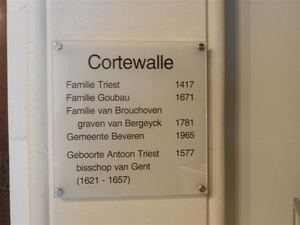 Cortewalle
Familie Triest 1417
Familie Goubau 1671
Familie van Brouchoven
graven van Bergeyck 1781
Gemeente Beveren 1965
Geboorte Antoon Triest 1577
bisschop van Gent
(1621 - 1657)